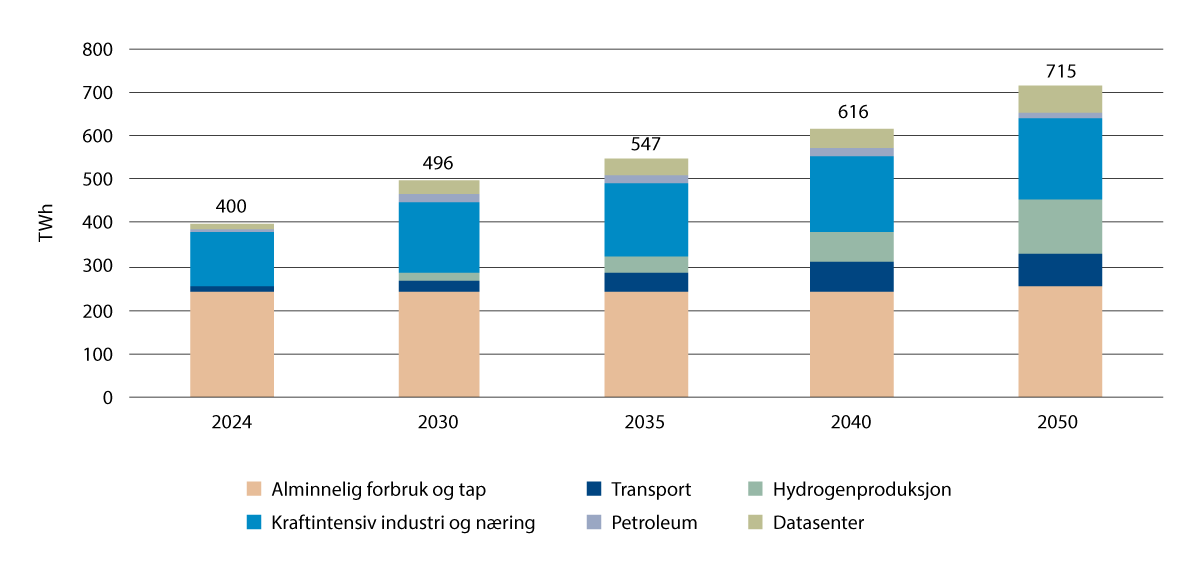 800
700
600
500
400
300
200
100
0
TWh
400
496
547
616
715
2024
2030
2035
2040
2050
Alminnelig forbruk og tap
Transport
Hydrogenproduksjon
Kraftintensiv industri og næring
Petroleum
Datasenter